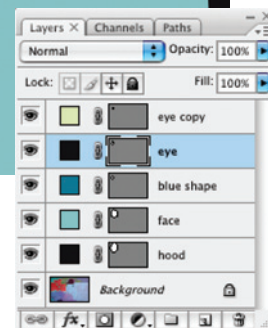 Layers × Channels Paths
Normal Opacity: 100%
Lock: Fill: 100%
eye copy
eye
blue shape
face
hood
Background
fx.